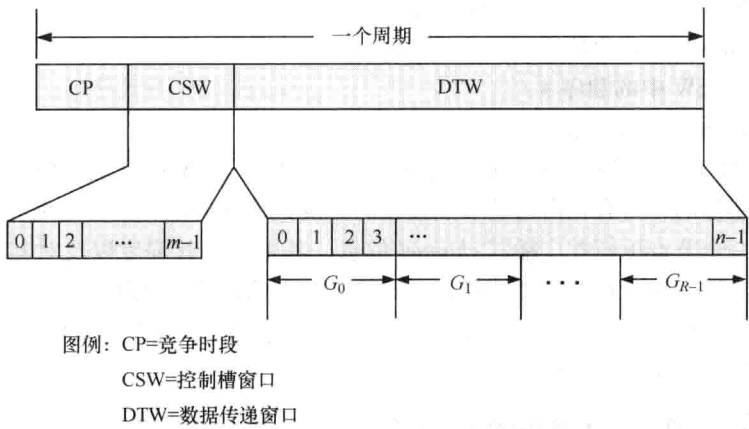 一个周期
CP CSW DTW
0 1 2 ··· m–1 0 1 2 3 ··· n–1
G0 G1 ··· GR–1
图例：CP=竞争时段
CSW=控制槽窗口
DTW=数据传递窗口